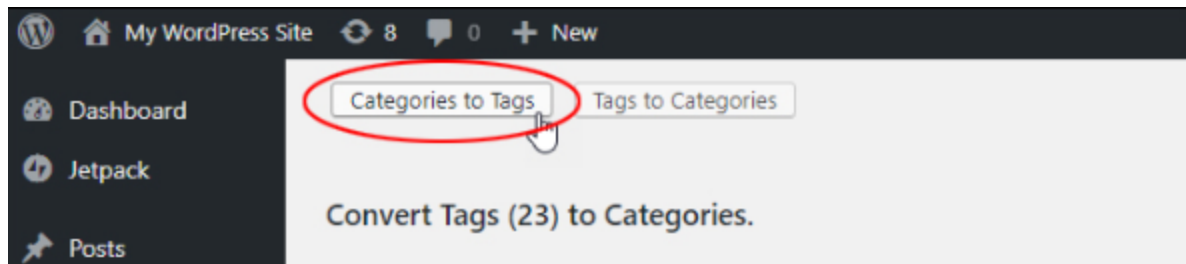 My WordPress Site 8 0 + New
Categories to Tags Tags to Categories
Dashboard
Jetpack
Convert Tags (23) to Categories.
Posts